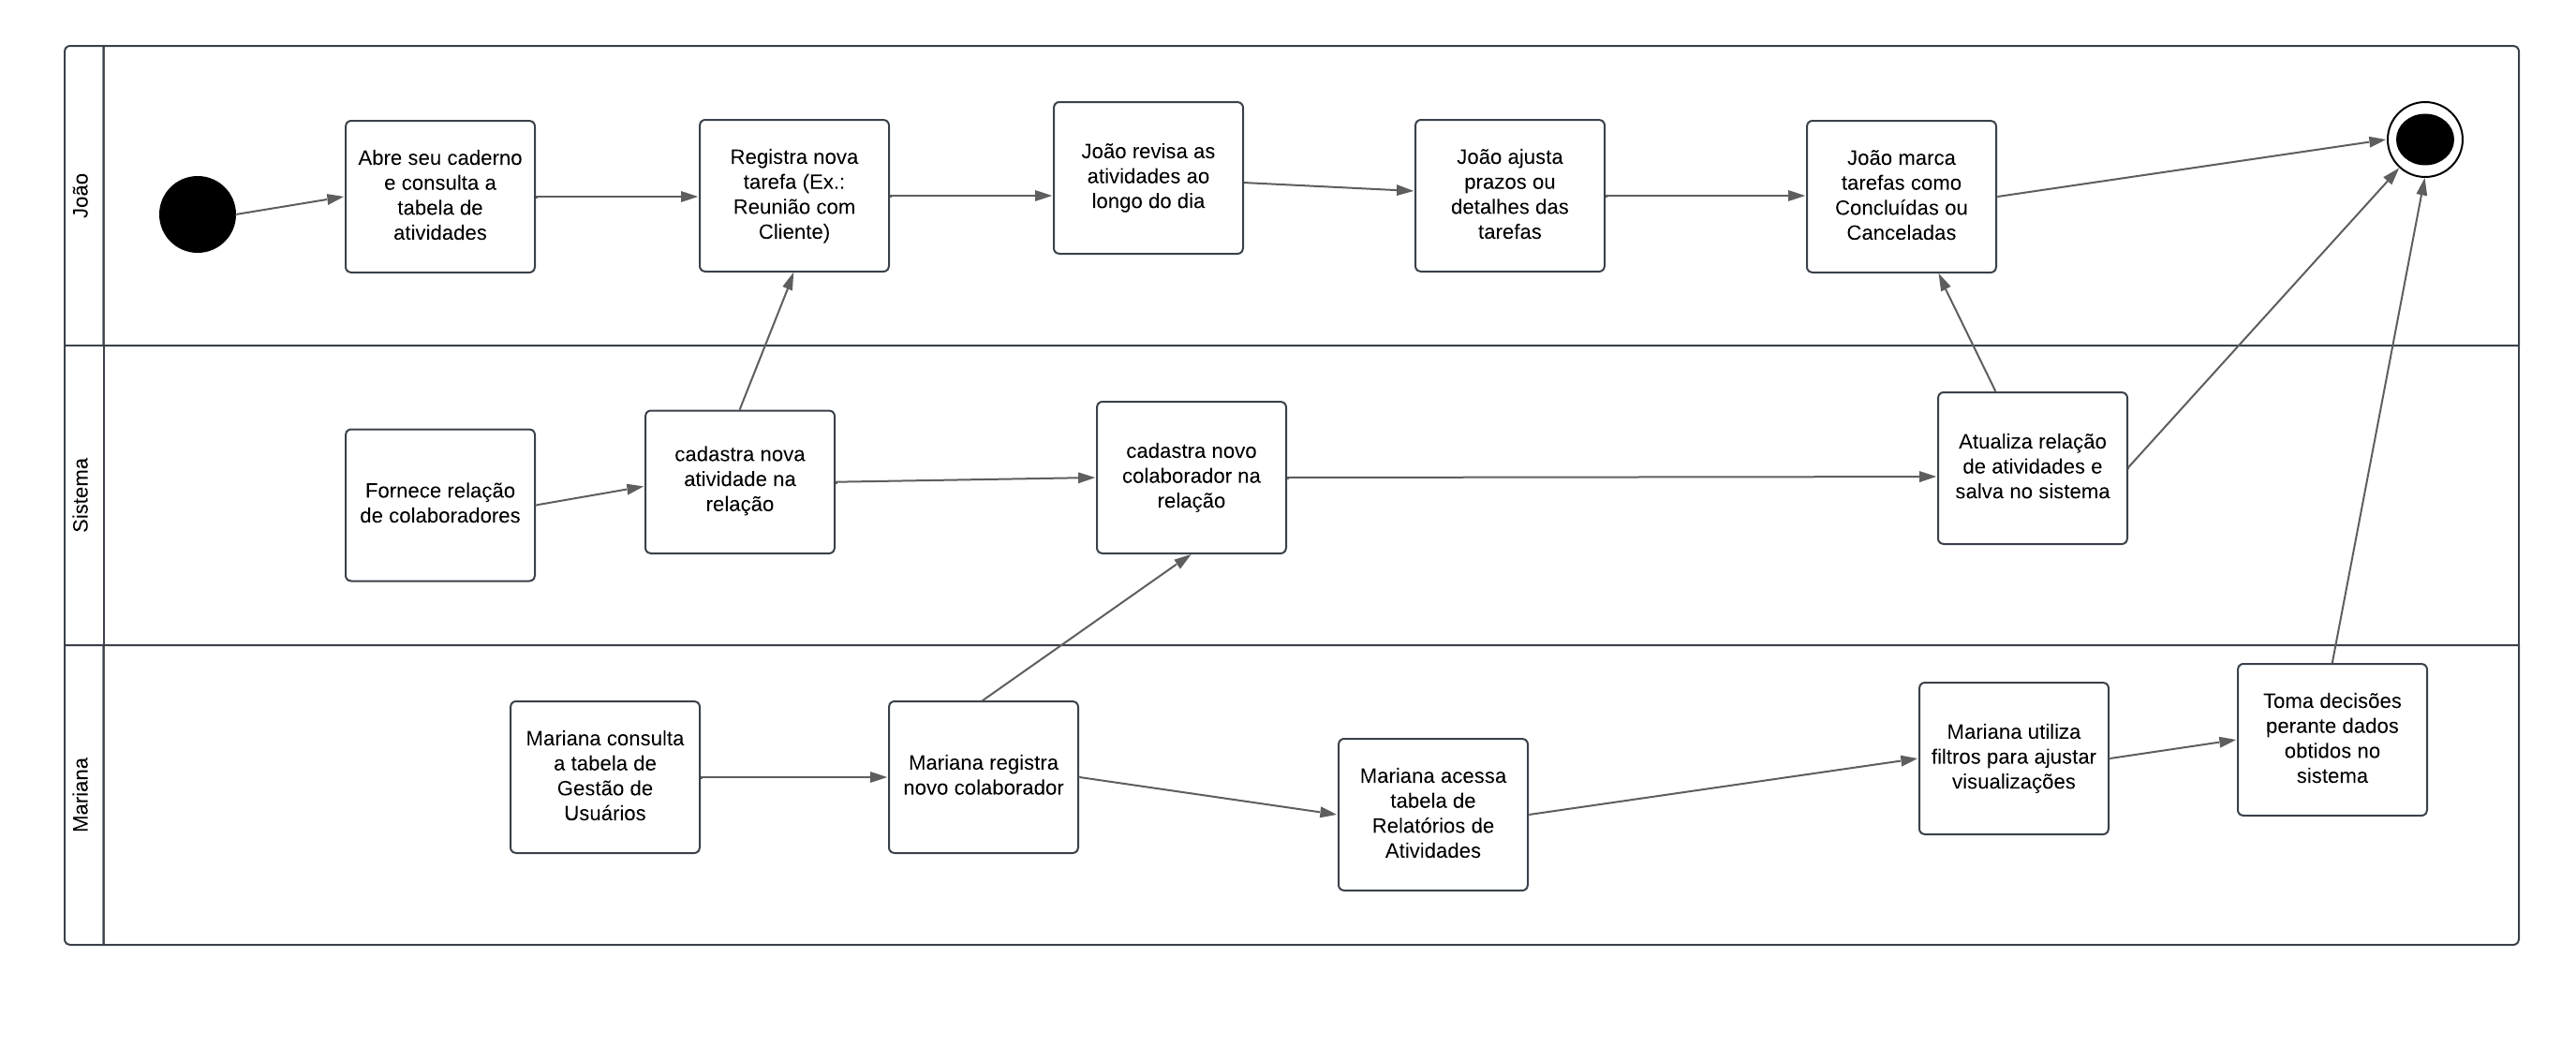 João
Abre seu caderno
e consulta a
tabela de
atividades
Registra nova
tarefa (Ex.:
Reunião com
Cliente)
João revisa as
atividades ao
longo do dia
João ajusta
prazos ou
detalhes das
tarefas
João marca
tarefas como
Concluídas ou
Canceladas
Sistema
Fornece relação
de colaboradores
cadastra nova
atividade na
relação
cadastra novo
colaborador na
relação
Atualiza relação
de atividades e
salva no sistema
Mariana
Mariana consulta
a tabela de
Gestão de
Usuários
Mariana registra
novo colaborador
Mariana acessa
tabela de
Relatórios de
Atividades
Mariana utiliza
filtros para ajustar
visualizações
Toma decisões
perante dados
obtidos no
sistema